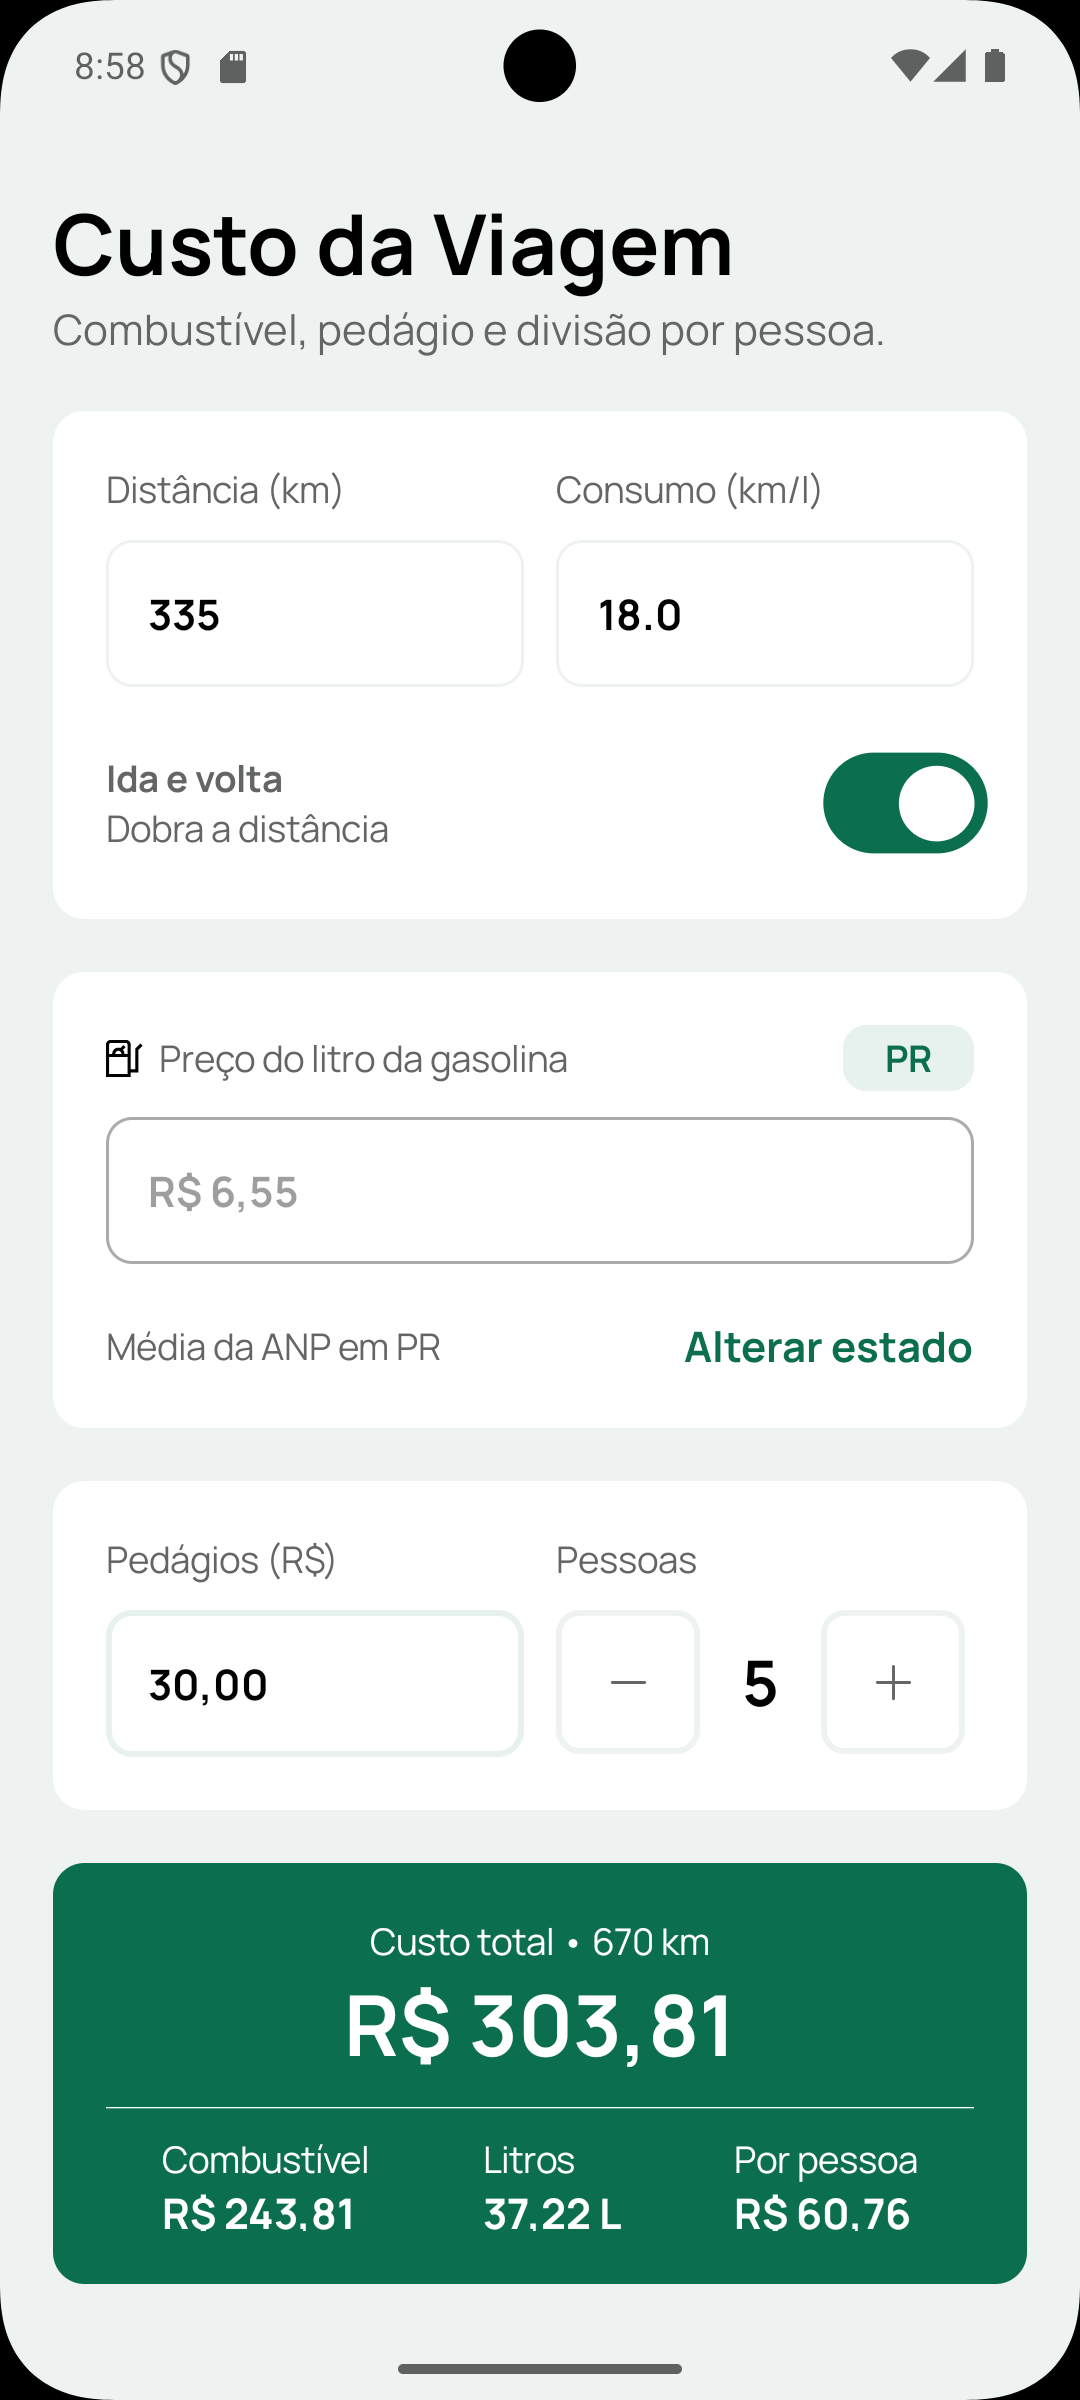 8:58
Custo da Viagem
Combustível, pedágio e divisão por pessoa.
Distância (km) Consumo (km/l)
335 18.0
Ida e volta
Dobra a distância
Preço do litro da gasolina PR
R$ 6,55
Média da ANP em PR Alterar estado
Pedágios (R$) Pessoas
30,00 5
Custo total • 670 km
R$ 303,81
Combustível Litros Por pessoa
R$ 243,81 37,22 L R$ 60,76